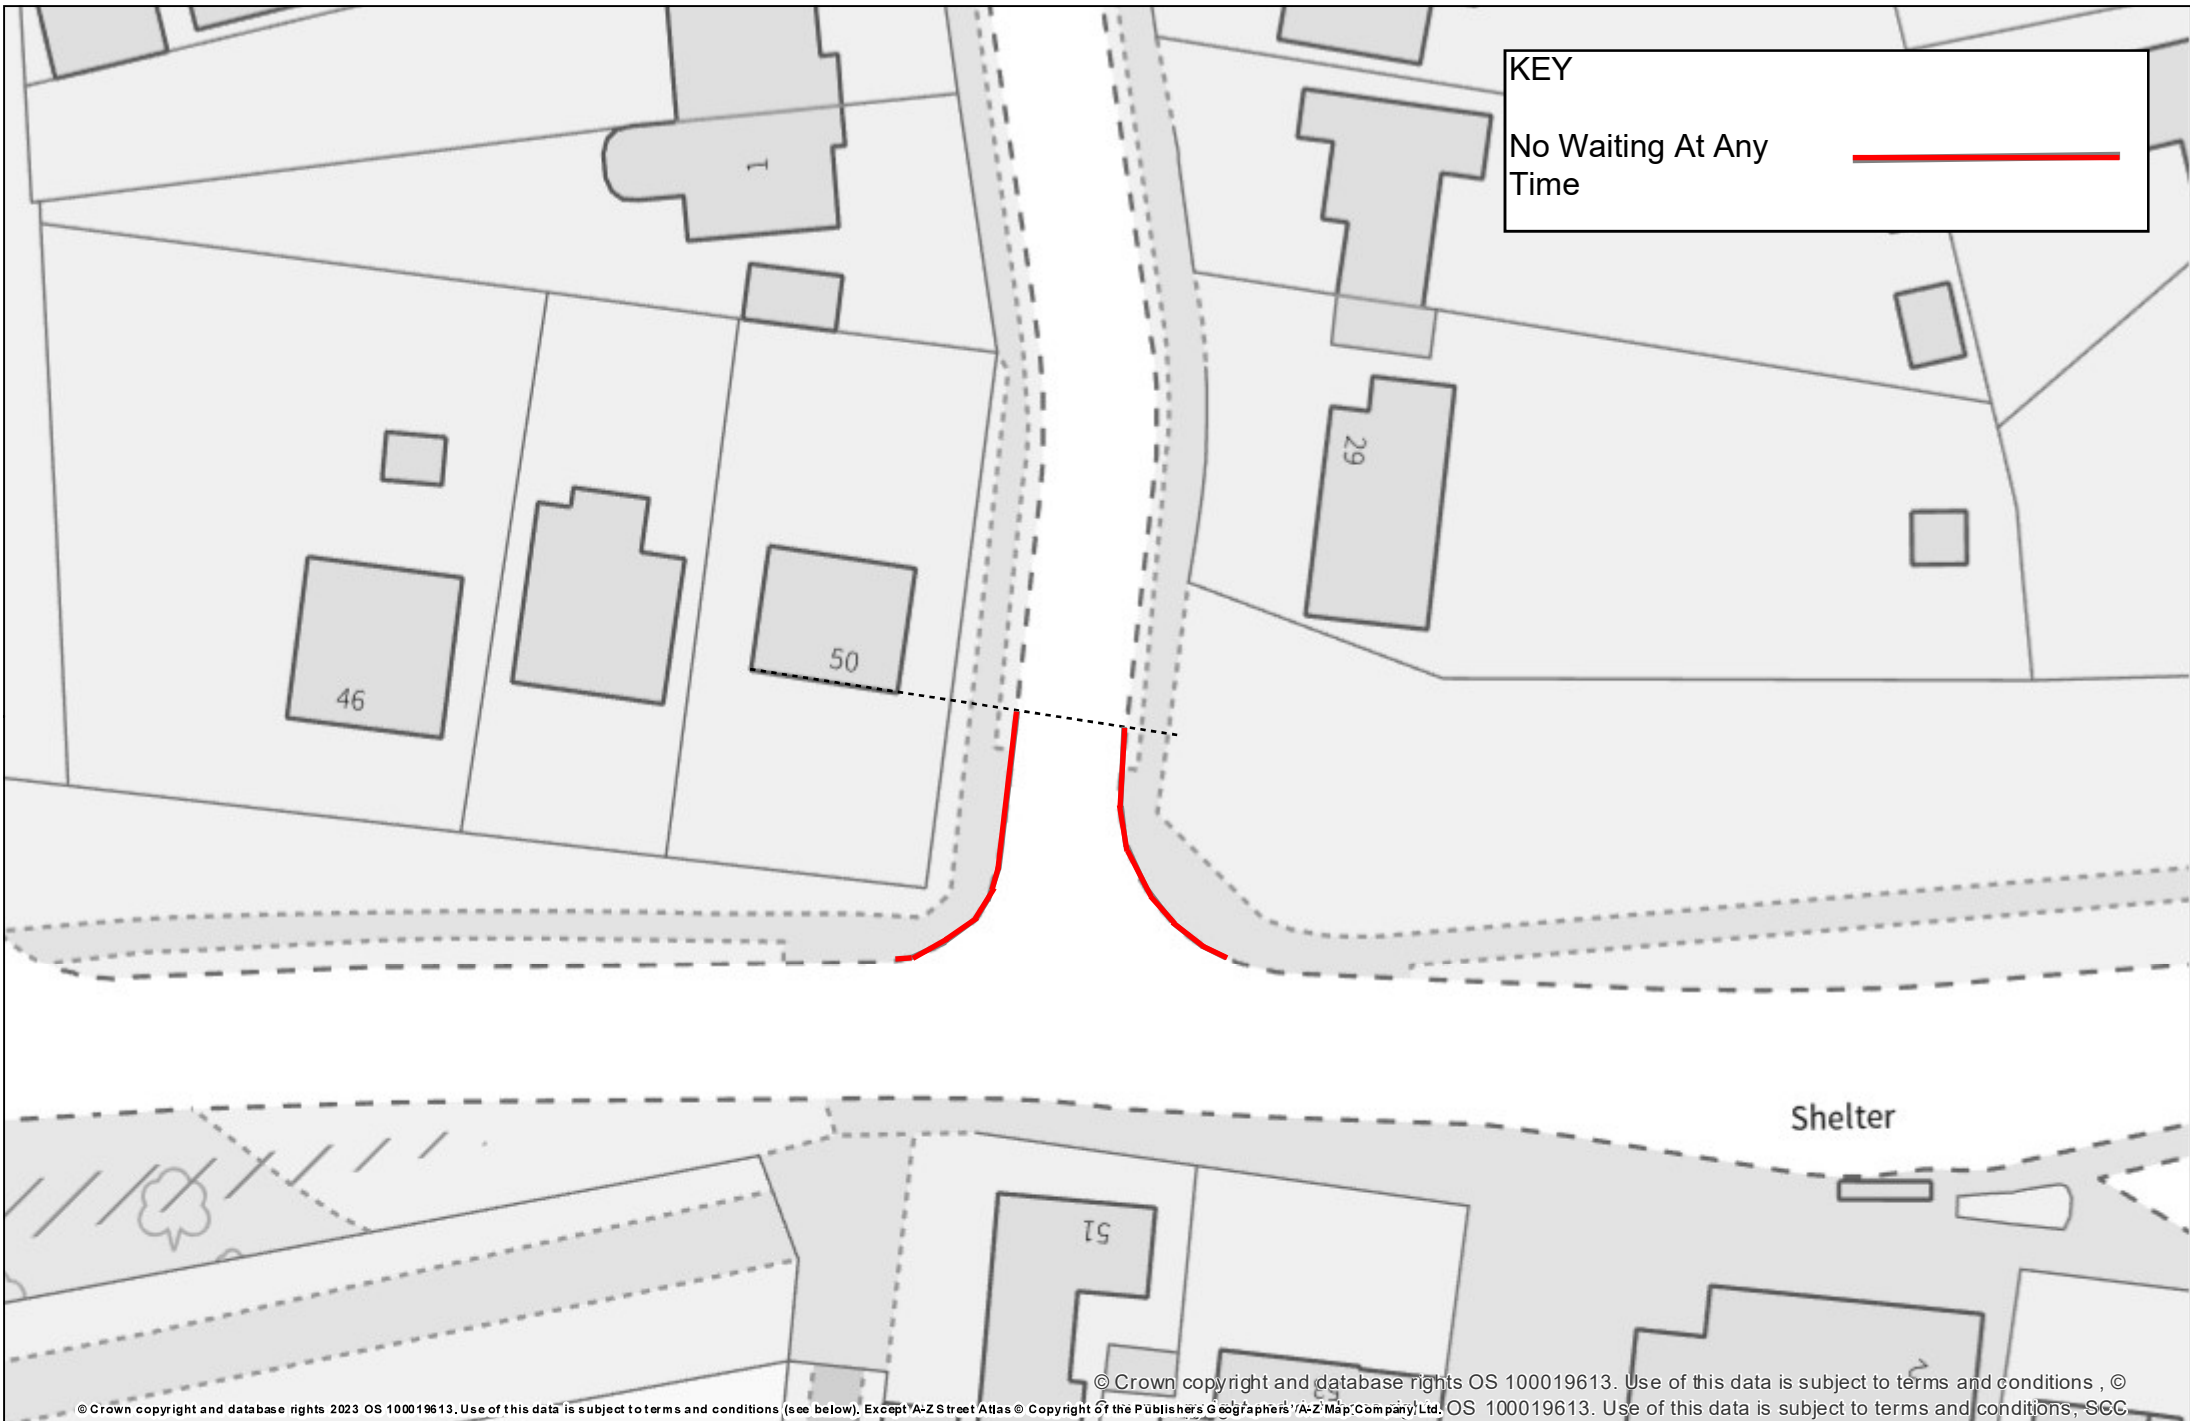 KEY
No Waiting At Any
Time
1
29
50
46
Shelter
51
53
2
© Crown copyright and database rights OS 100019613. Use of this data is subject to terms and conditions , ©
© Crown copyright and database rights 2023 OS 100019613. Use of this data is subject to terms and conditions (see below). Except A-Z Street Atlas © Copyright of the Publishers Geographers' A-Z Map Company Ltd.
OS 100019613. Use of this data is subject to terms and conditions, SCC